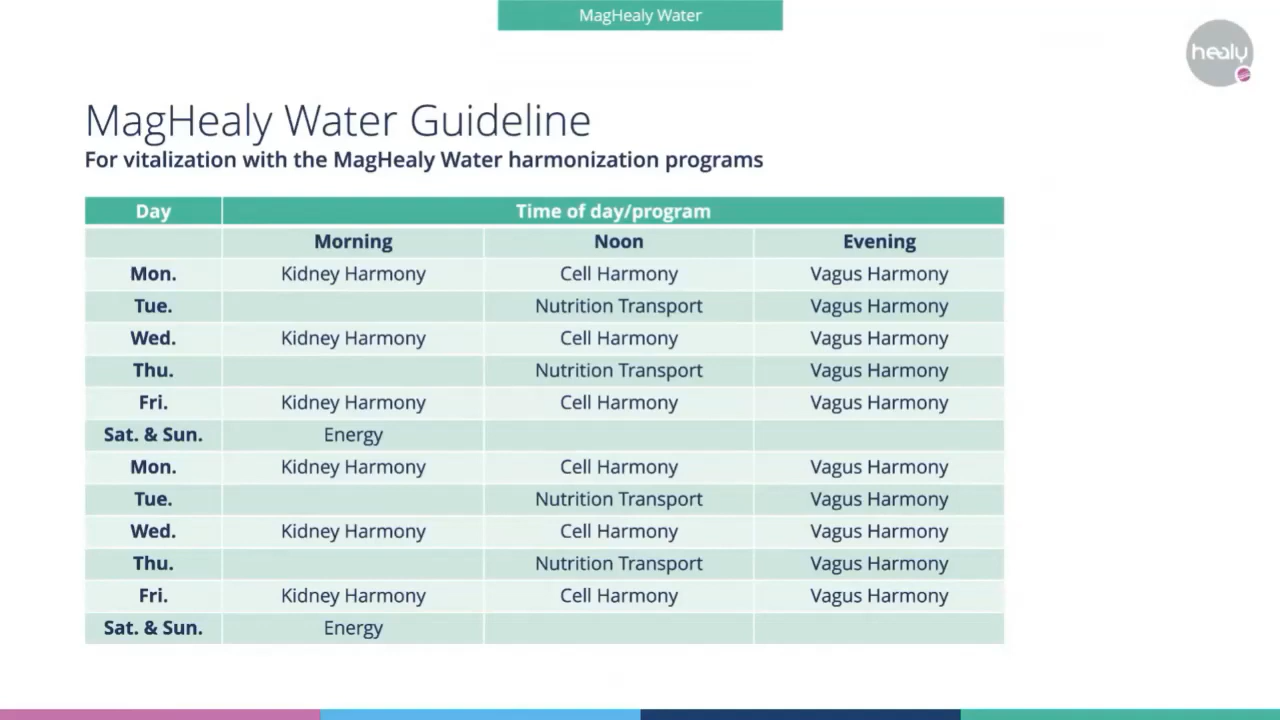 MagHealy Water
healy
MagHealy Water Guideline
For vitalization with the MagHealy Water harmonization programs
Day Time of day/program
Morning Noon Evening
Mon. Kidney Harmony Cell Harmony Vagus Harmony
Tue. Nutrition Transport Vagus Harmony
Wed. Kidney Harmony Cell Harmony Vagus Harmony
Thu. Nutrition Transport Vagus Harmony
Fri. Kidney Harmony Cell Harmony Vagus Harmony
Sat. & Sun. Energy
Mon. Kidney Harmony Cell Harmony Vagus Harmony
Tue. Nutrition Transport Vagus Harmony
Wed. Kidney Harmony Cell Harmony Vagus Harmony
Thu. Nutrition Transport Vagus Harmony
Fri. Kidney Harmony Cell Harmony Vagus Harmony
Sat. & Sun. Energy